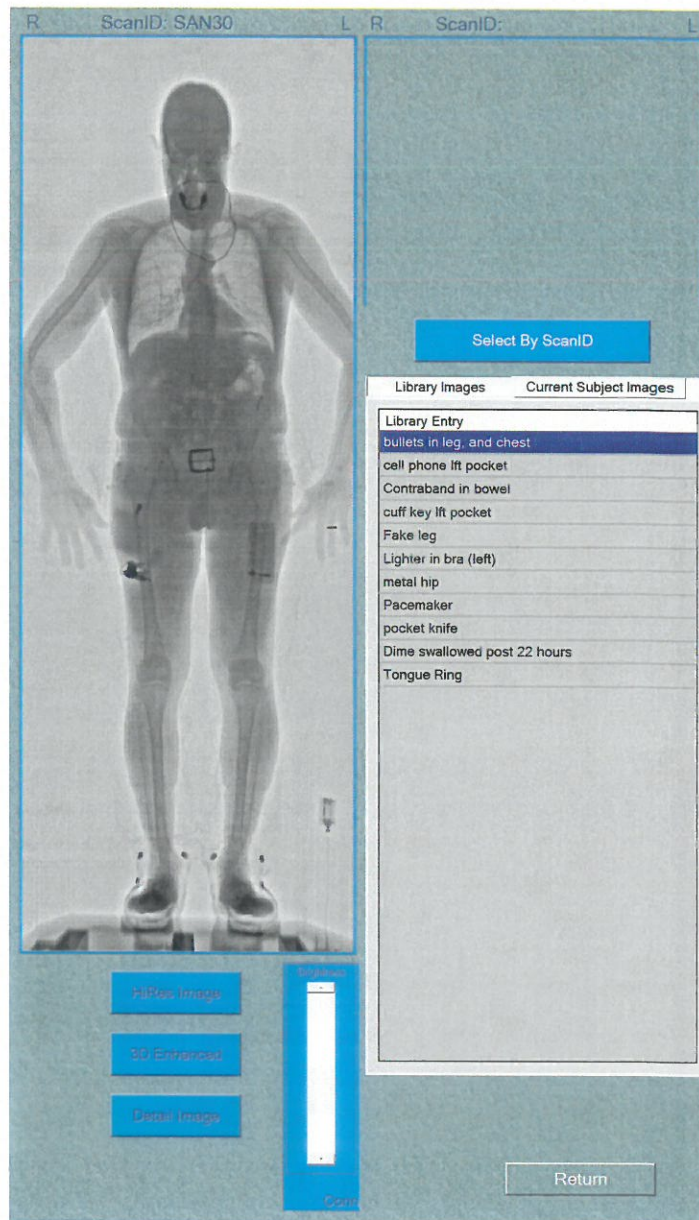 R ScanID: SAN30 L
R ScanID: L
Select By ScanID
Library Images Current Subject Images
Library Entry
bullets in leg, and chest
cell phone lft pocket
Contraband in bowel
cuff key lft pocket
Fake leg
Lighter in bra (left)
metal hip
Pacemaker
pocket knife
Dime swallowed post 22 hours
Tongue Ring
Brightness
HiRes Image
3D Enhanced
Detail Image
Return